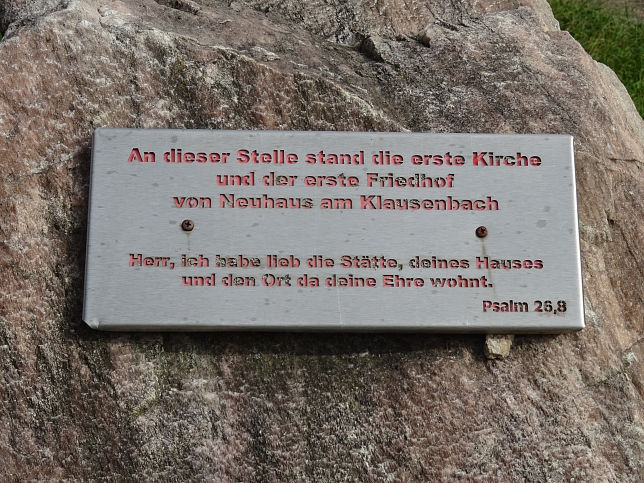 An dieser Stelle stand die erste Kirche
und der erste Friedhof
von Neuhaus am Klausenbach
Herr, ich habe lieb die Stätte, deines Hauses
und den Ort da deine Ehre wohnt.
Psalm 26,8